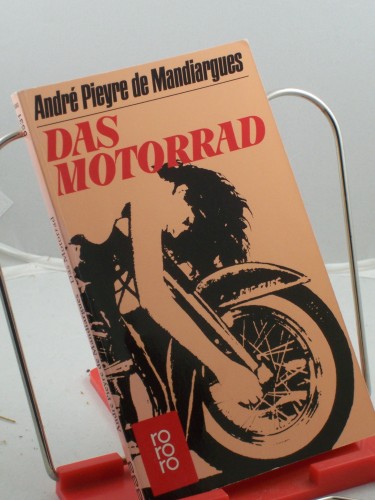 André Pieyre de Mandiargues
DAS
MOTORRAD
ro
ro
ro